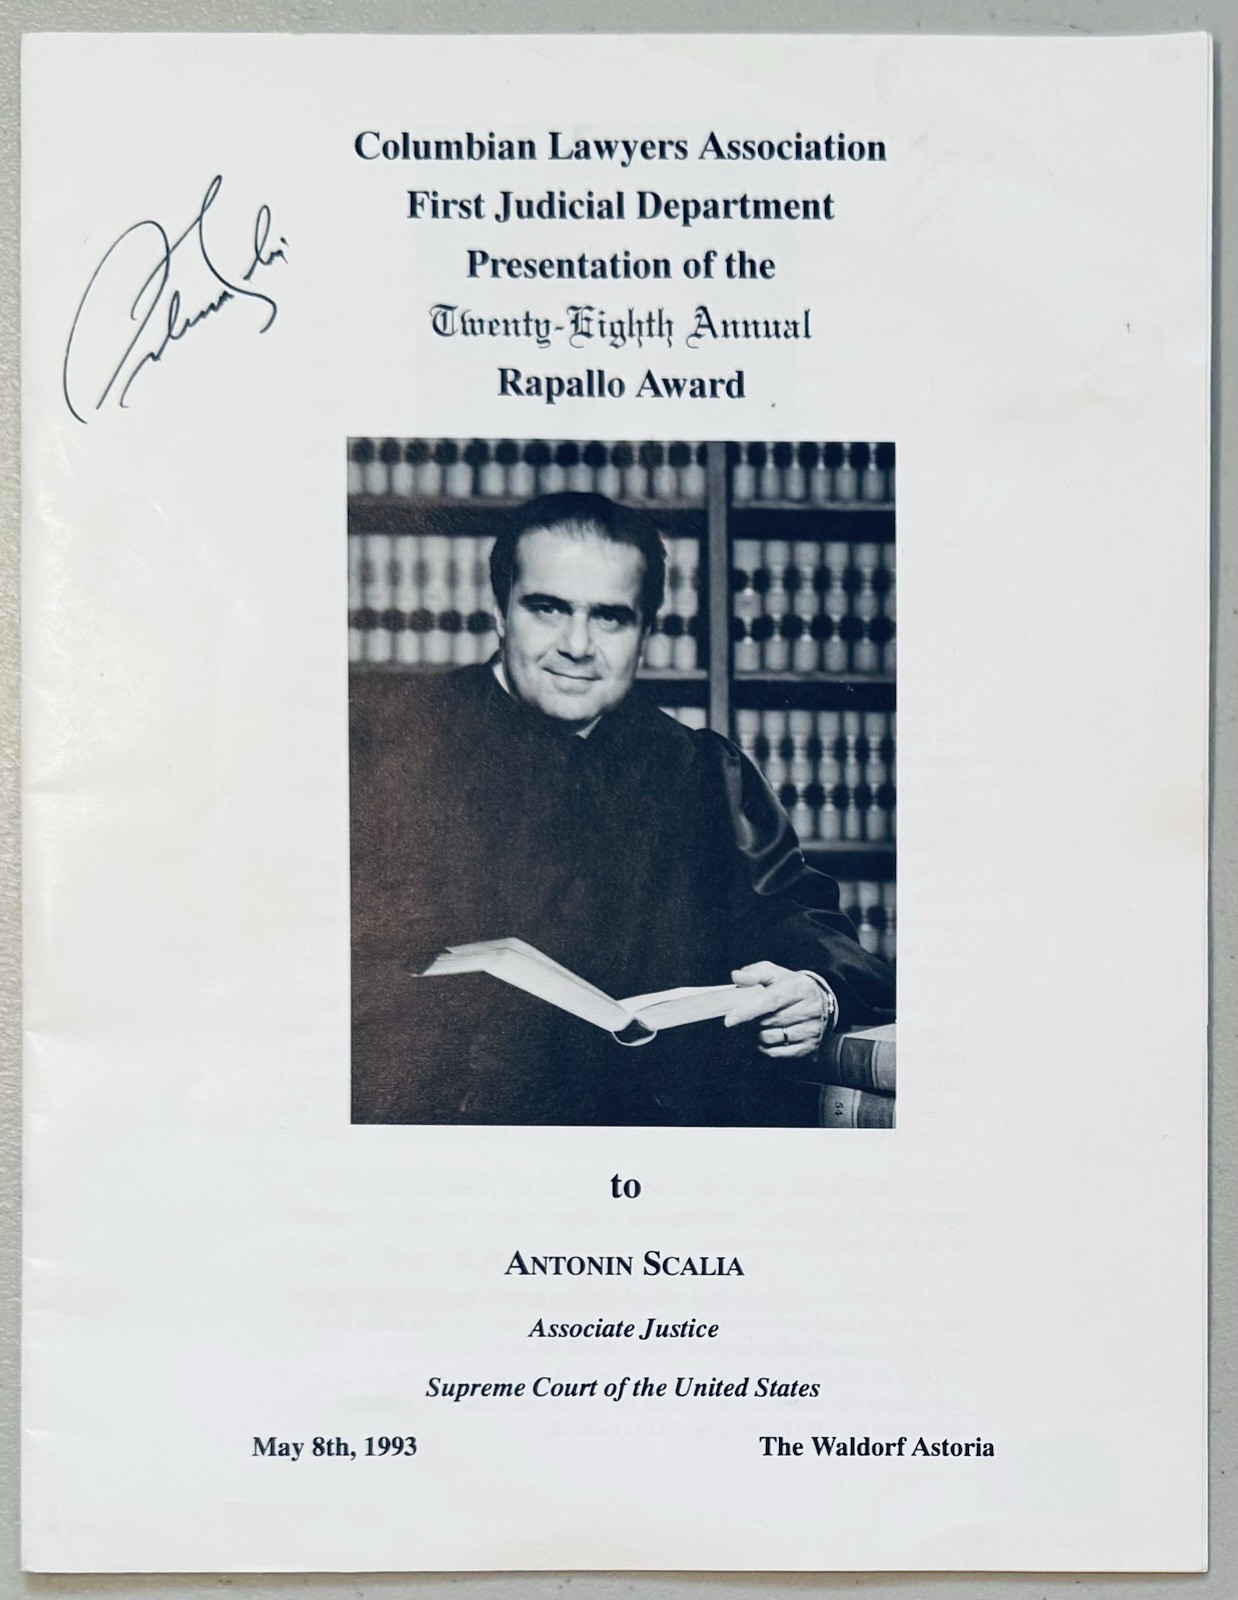 Columbian Lawyers Association
First Judicial Department
Presentation of the
Twenty-Eighth Annual
Rapallo Award
54
to
ANTONIN SCALIA
Associate Justice
Supreme Court of the United States
May 8th, 1993 The Waldorf Astoria